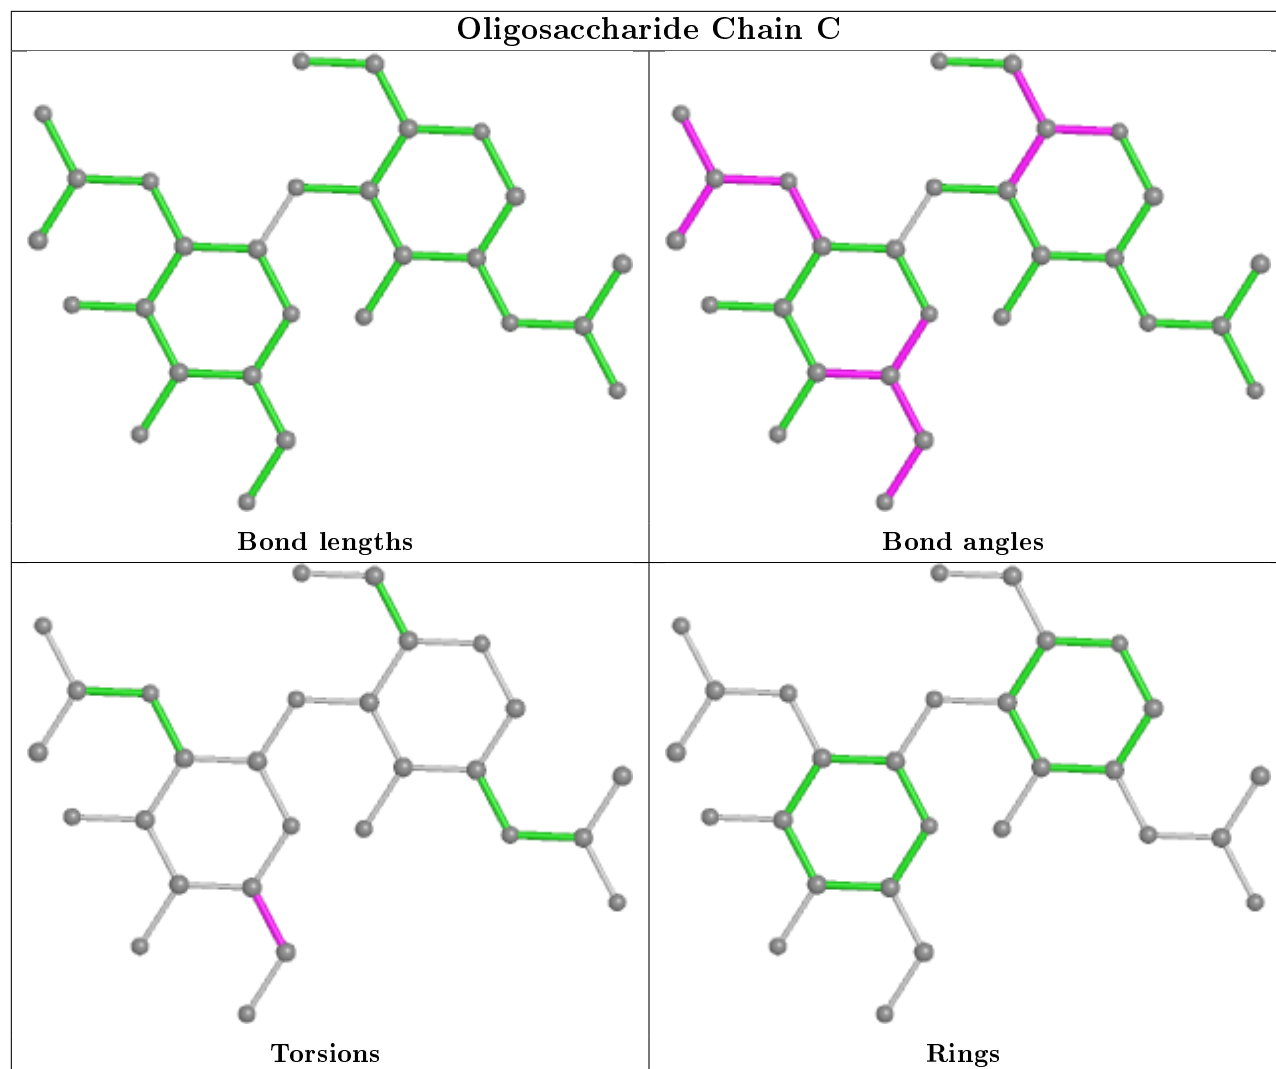 Oligosaccharide Chain C
Bond lengths
Bond angles
Torsions
Rings